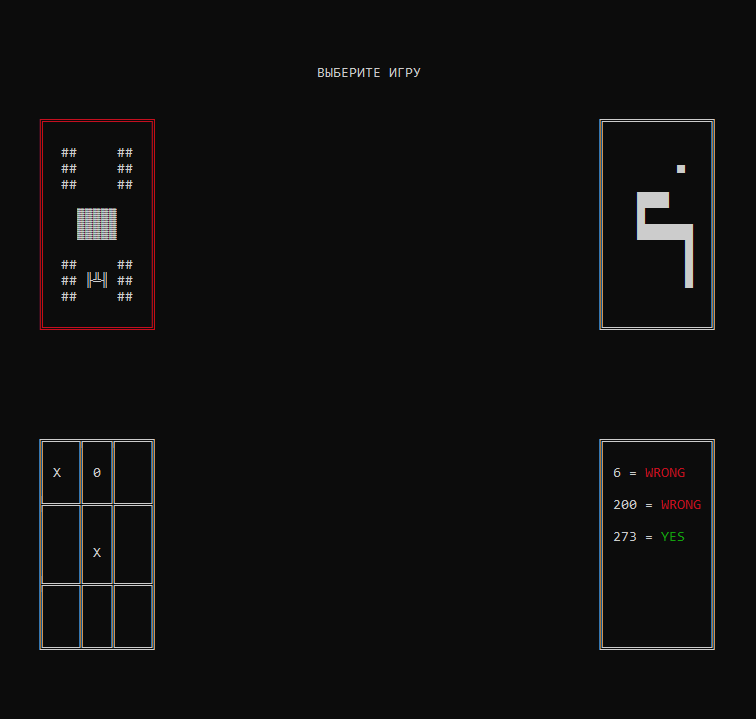 ВЫБЕРИТЕ ИГРУ
## ##
## ##
## ##
## ##
## ╟╩╢ ##
## ##
X 0
X
6 = WRONG
200 = WRONG
273 = YES